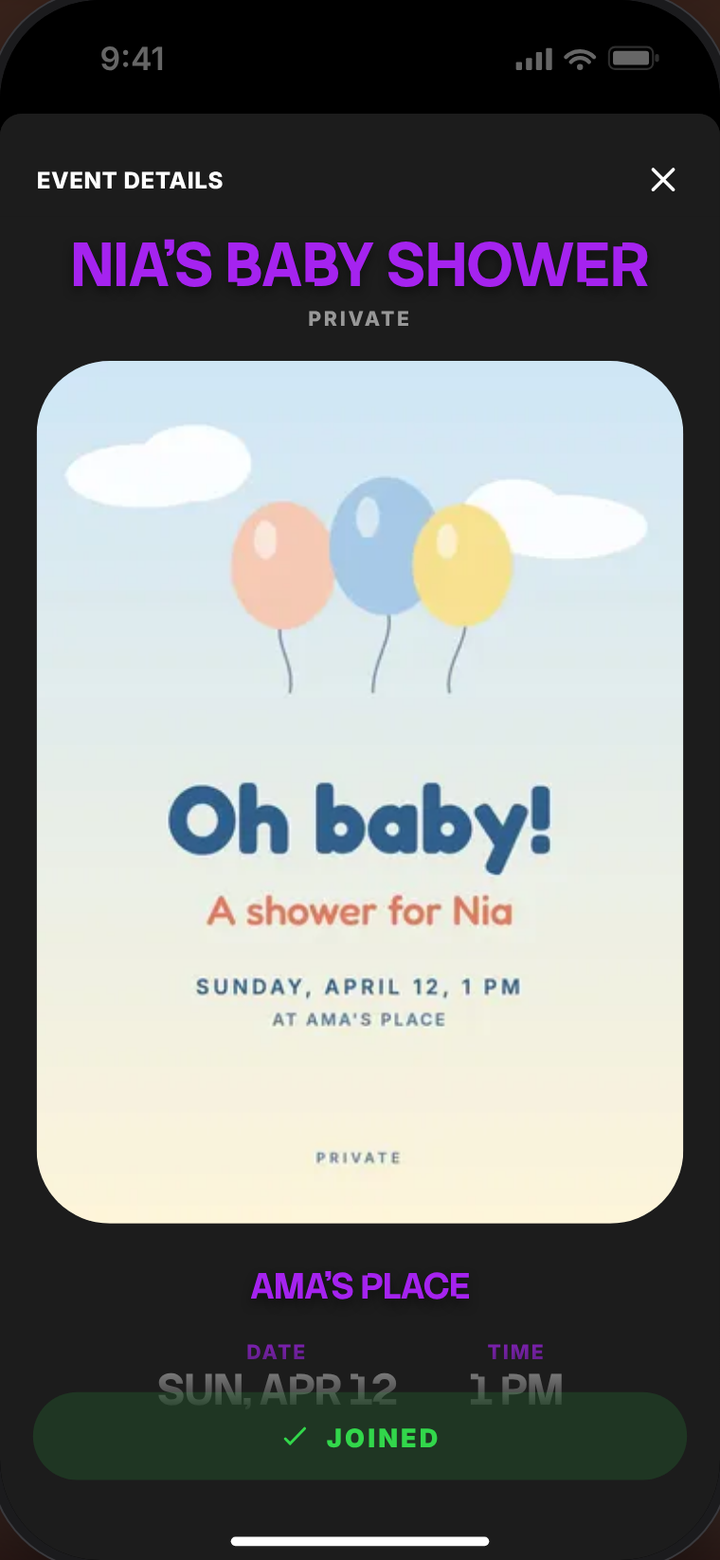 9:41
EVENT DETAILS
NIA'S BABY SHOWER
PRIVATE
Oh baby!
A shower for Nia
SUNDAY, APRIL 12, 1 PM
AT AMA'S PLACE
PRIVATE
AMA'S PLACE
DATE TIME
SUN, APR 12 1 PM
JOINED